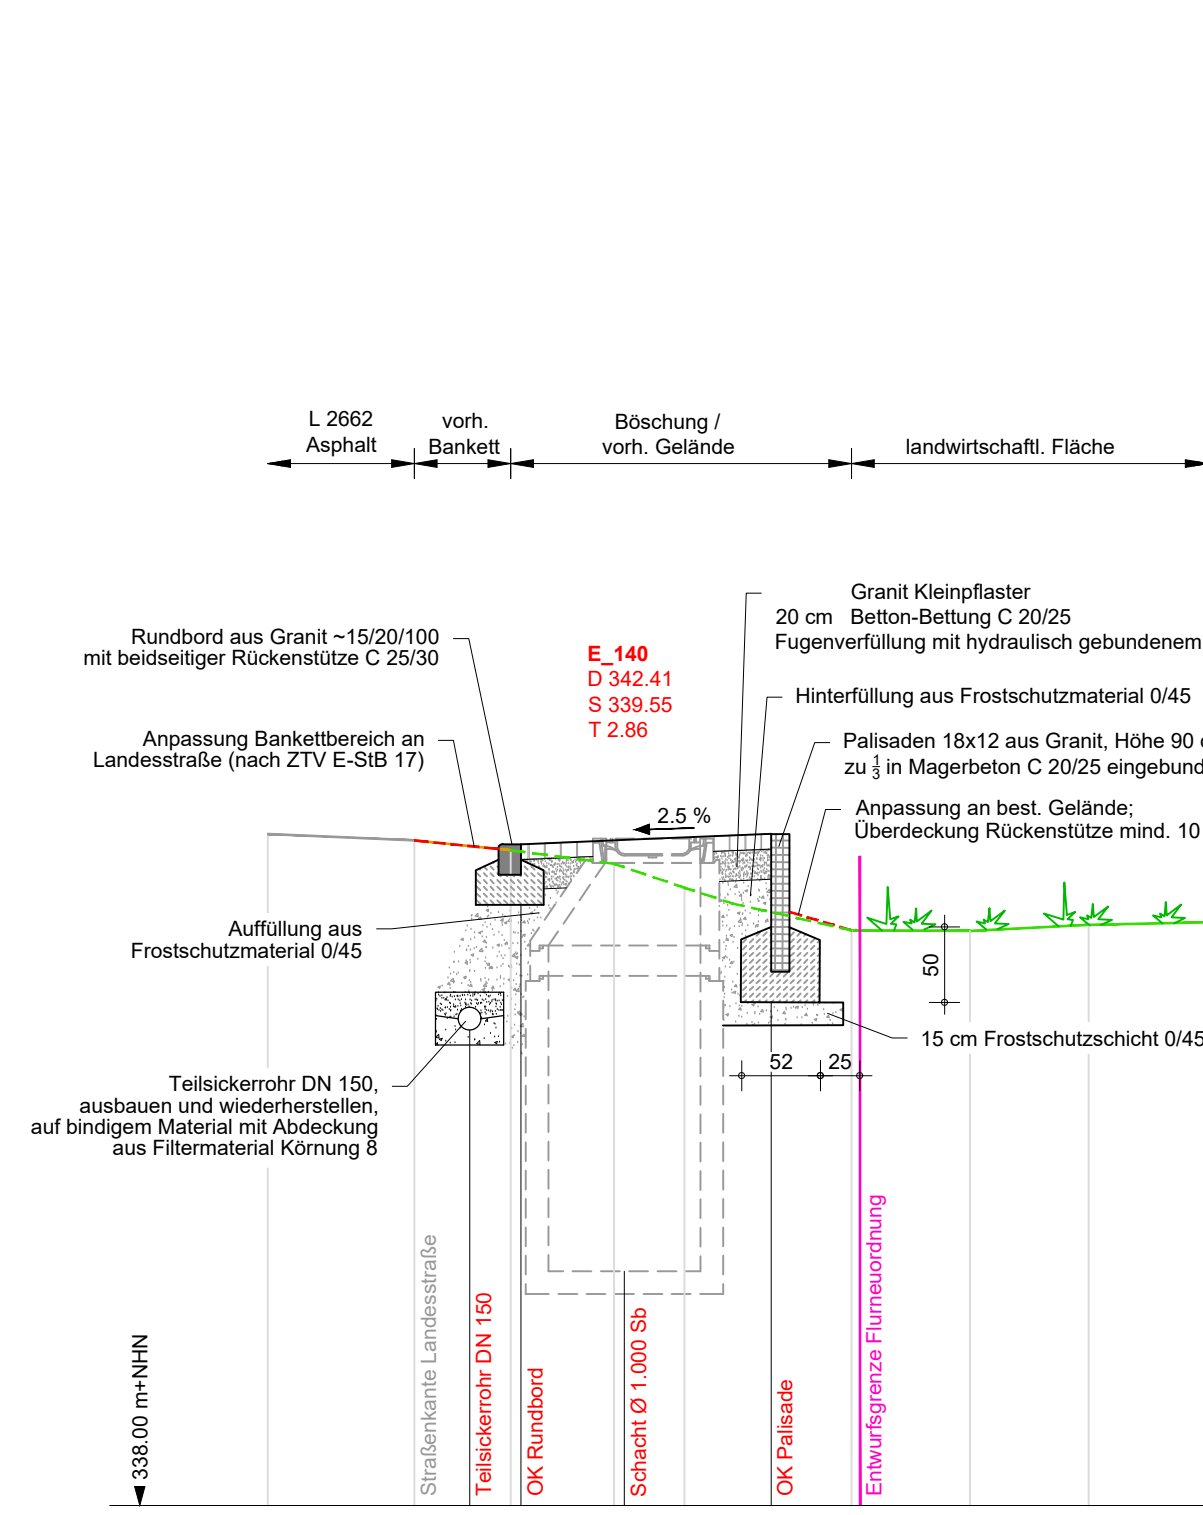 L 2662
Asphalt
vorh.
Bankett
Böschung /
vorh. Gelände
landwirtschaftl. Fläche
Granit Kleinpflaster
20 cm Betton-Bettung C 20/25
Fugenverfüllung mit hydraulisch gebundenem
Rundbord aus Granit ~15/20/100
mit beidseitiger Rückenstütze C 25/30
E_140
D 342.41
S 339.55
T 2.86
Hinterfüllung aus Frostschutzmaterial 0/45
Anpassung Bankettbereich an
Landesstraße (nach ZTV E-StB 17)
Palisaden 18x12 aus Granit, Höhe 90
zu 1/3 in Magerbeton C 20/25 eingebund
Anpassung an best. Gelände;
Überdeckung Rückenstütze mind. 10
2.5 %
Auffüllung aus
Frostschutzmaterial 0/45
50
15 cm Frostschutzschicht 0/45
52
25
Teilsickerrohr DN 150,
ausbauen und wiederherstellen,
auf bindigem Material mit Abdeckung
aus Filtermaterial Körnung 8
338.00 m+NHN
Straßenkante Landesstraße
Teilsickerrohr DN 150
OK Rundbord
Schacht Ø 1.000 Sb
OK Palisade
Entwurfsgrenze Flurneuordnung